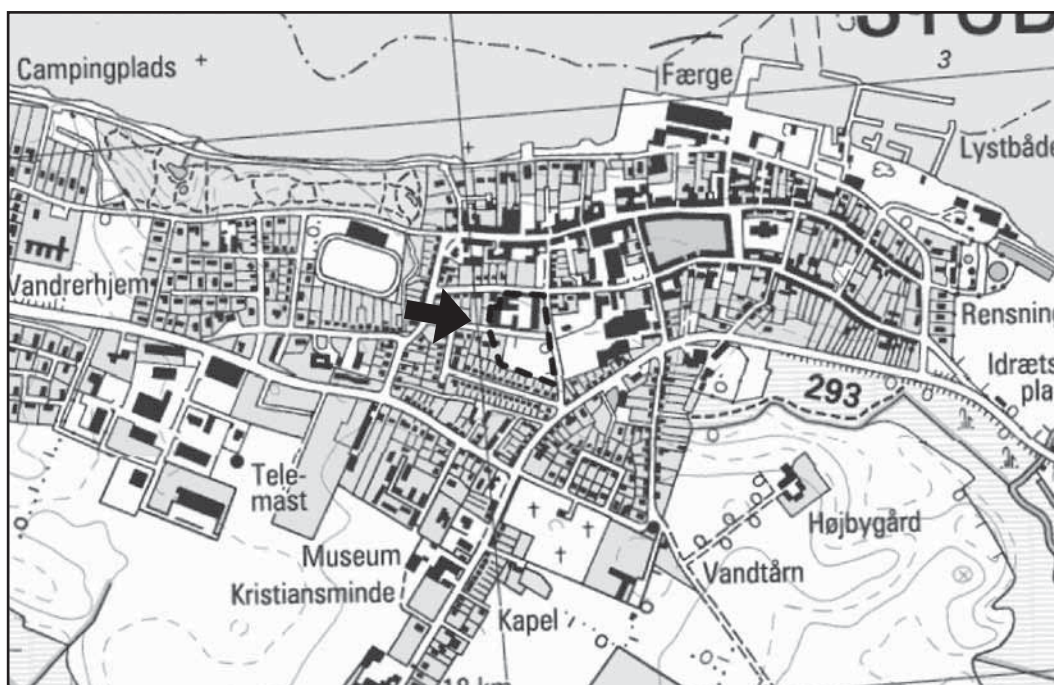 Campingplads
Færge
3
Lystbåde
Vandrerhjem
Rensning
Idræts
pla
293
Tele-
mast
Højbygård
Museum
Vandtårn
Kristiansminde
Kapel